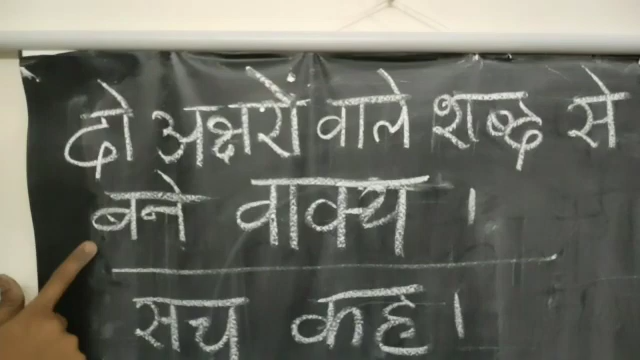 दो अक्षरों वाले शब्द से
बने वाक्य ।
सच कह ।